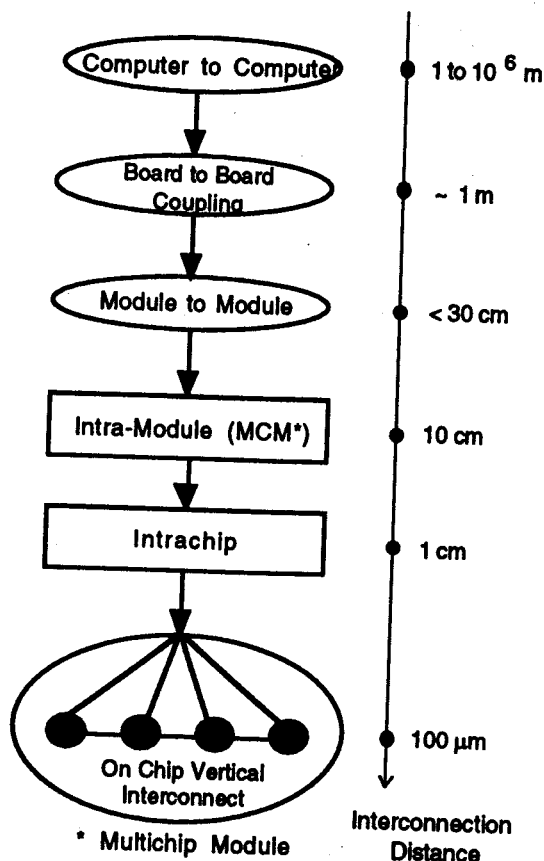 Computer to Computer
1 to 10^6 m
Board to Board
Coupling
~ 1 m
Module to Module
< 30 cm
Intra-Module (MCM*)
10 cm
Intrachip
1 cm
100 µm
On Chip Vertical
Interconnect
* Multichip Module
Interconnection
Distance